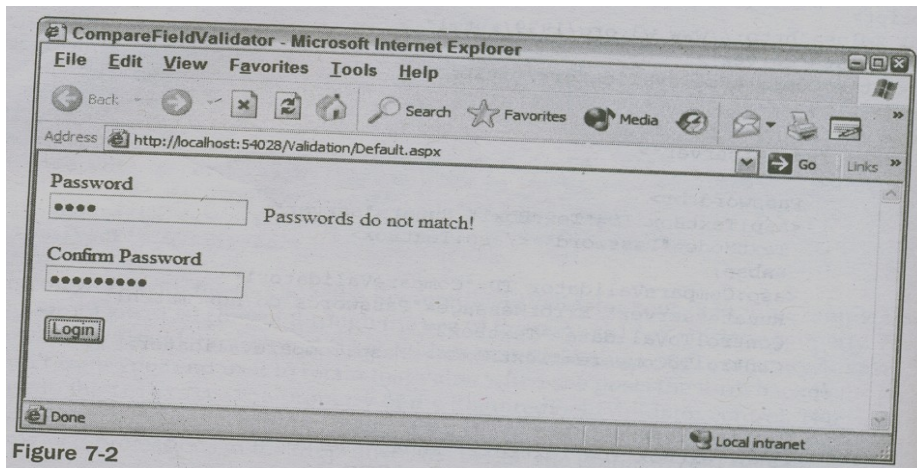 CompareFieldValidator - Microsoft Internet Explorer
File Edit View Favorites Tools Help
Back Search Favorites Media
Address http://localhost:54028/Validation/Default.aspx Go Links
Password
•••• Passwords do not match!
Confirm Password
•••••••••
Login
Done Local intranet
Figure 7-2